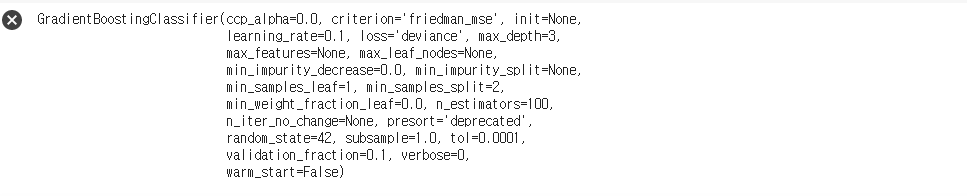 GradientBoostingClassifier(ccp_alpha=0.0, criterion='friedman_mse', init=None,
learning_rate=0.1, loss='deviance', max_depth=3,
max_features=None, max_leaf_nodes=None,
min_impurity_decrease=0.0, min_impurity_split=None,
min_samples_leaf=1, min_samples_split=2,
min_weight_fraction_leaf=0.0, n_estimators=100,
n_iter_no_change=None, presort='deprecated',
random_state=42, subsample=1.0, tol=0.0001,
validation_fraction=0.1, verbose=0,
warm_start=False)